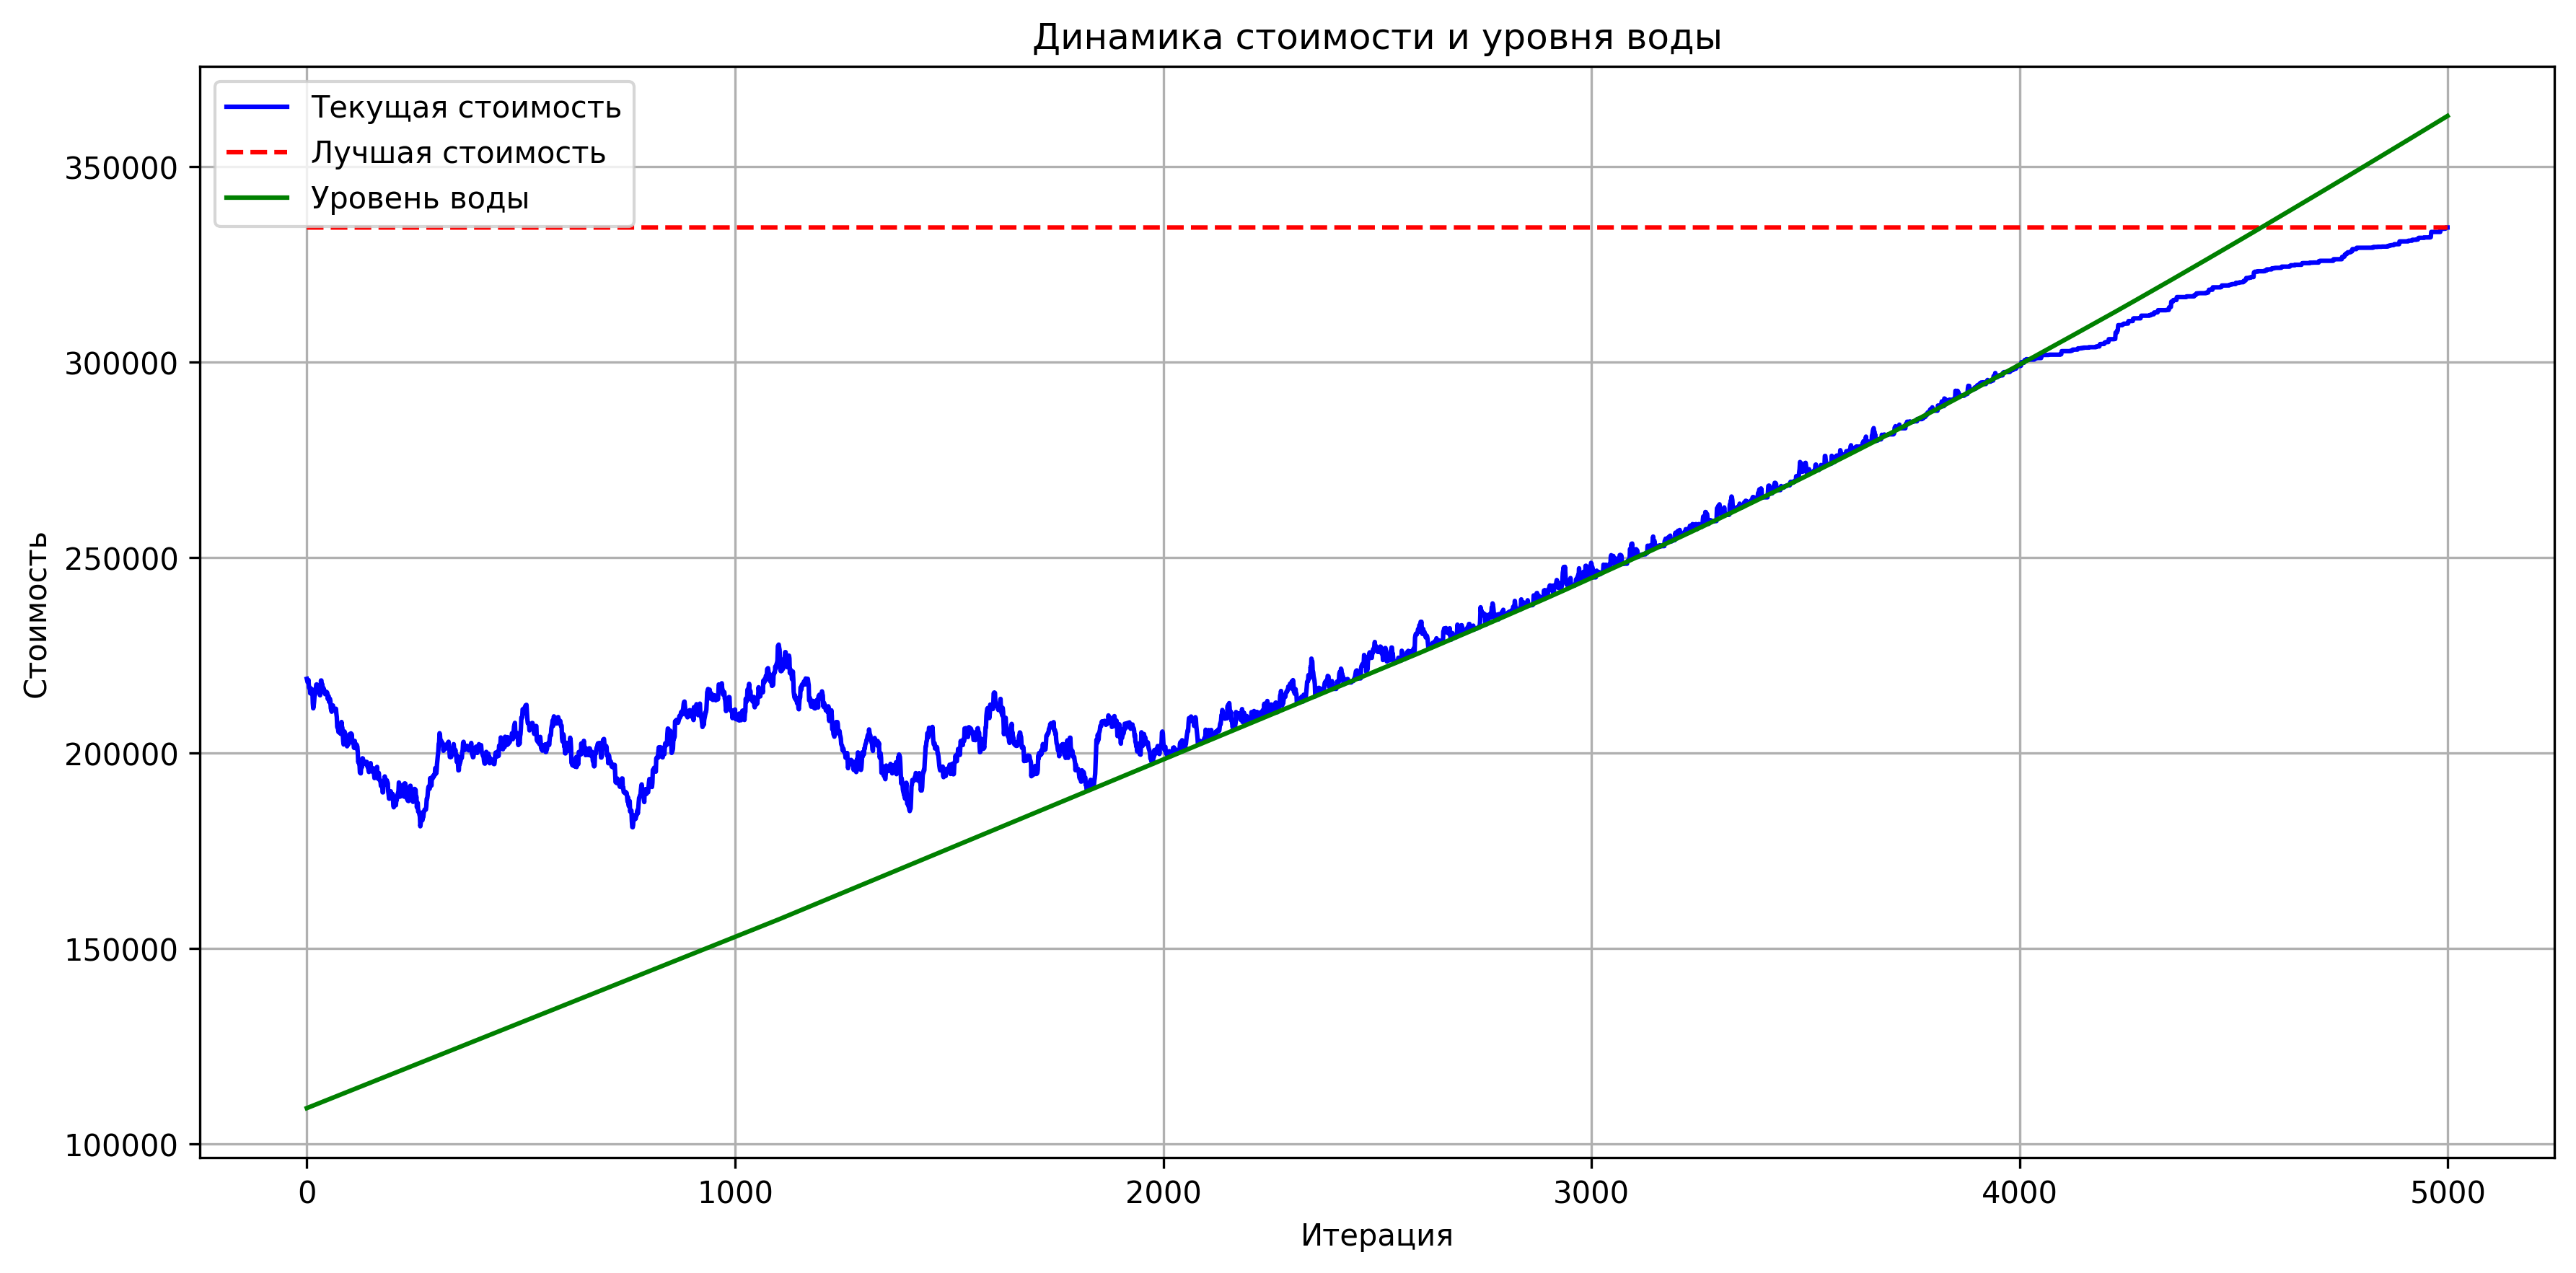 Динамика стоимости и уровня воды
Текущая стоимость
Лучшая стоимость
Уровень воды
Стоимость
350000
300000
250000
200000
150000
100000
0 1000 2000 3000 4000 5000
Итерация